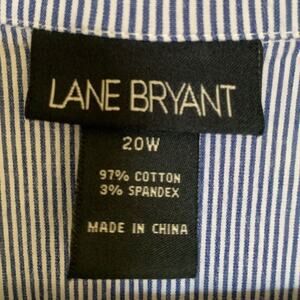 LANE BRYANT
20W
97% COTTON
3% SPANDEX
MADE IN CHINA